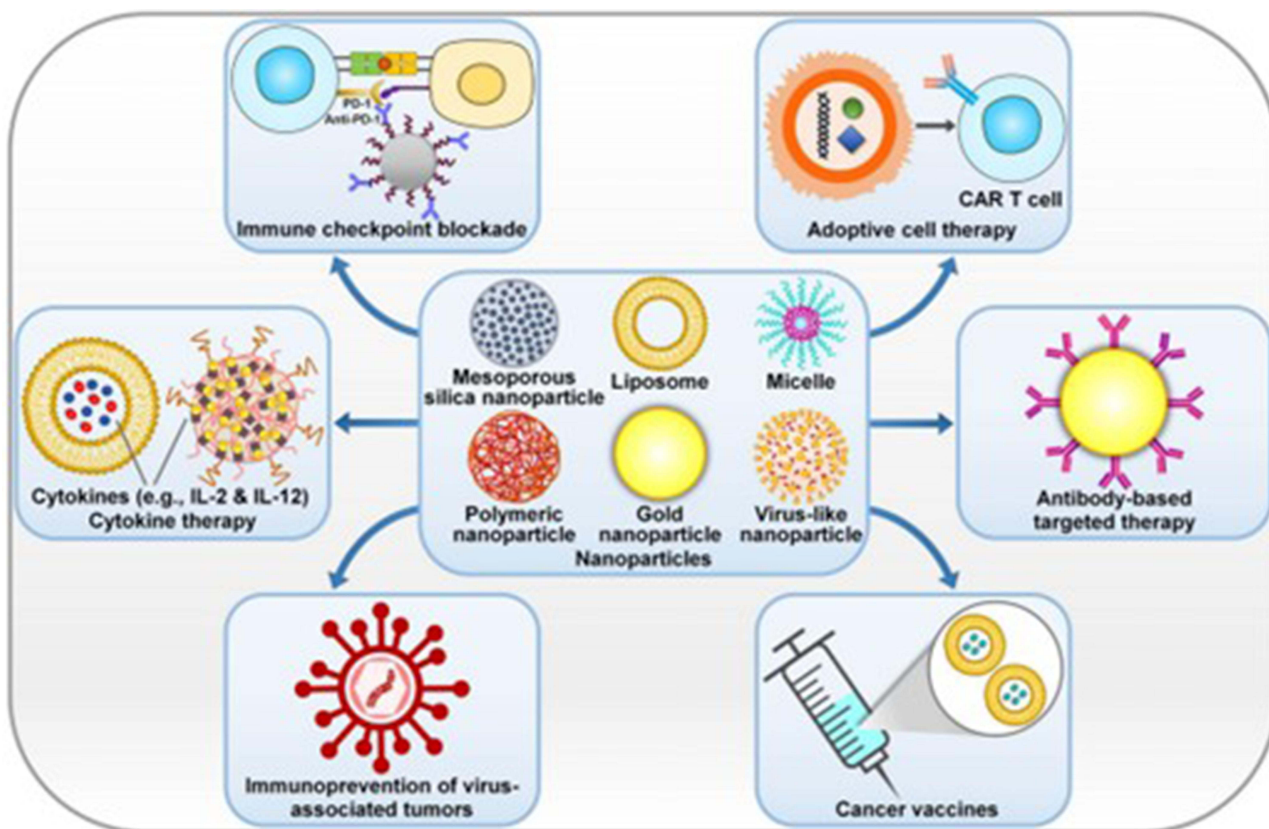 PD-1
Anti-PD-1
Immune checkpoint blockade
CAR T cell
Adoptive cell therapy
Mesoporous
silica nanoparticle
Liposome
Micelle
Polymeric
nanoparticle
Gold
nanoparticle
Virus-like
nanoparticle
Nanoparticles
Cytokines (e.g., IL-2 & IL-12)
Cytokine therapy
Antibody-based
targeted therapy
Immunoprevention of virus-
associated tumors
Cancer vaccines